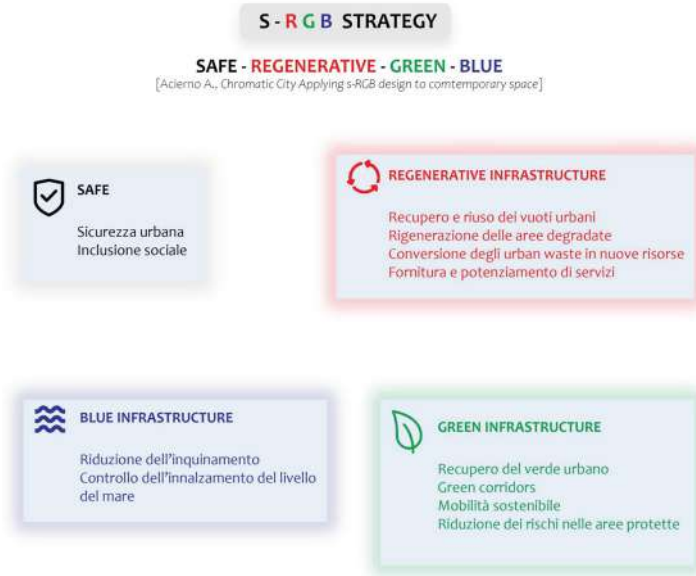 S - R G B STRATEGY
SAFE - REGENERATIVE - GREEN - BLUE
[Acierno A., Chromatic City Applying s-RGB design to comtemporary space]
SAFE
Sicurezza urbana
Inclusione sociale
REGENERATIVE INFRASTRUCTURE
Recupero e riuso dei vuoti urbani
Rigenerazione delle aree degradate
Conversione degli urban waste in nuove risorse
Fornitura e potenziamento di servizi
BLUE INFRASTRUCTURE
Riduzione dell'inquinamento
Controllo dell'innalzamento del livello
del mare
GREEN INFRASTRUCTURE
Recupero del verde urbano
Green corridors
Mobilità sostenibile
Riduzione dei rischi nelle aree protette